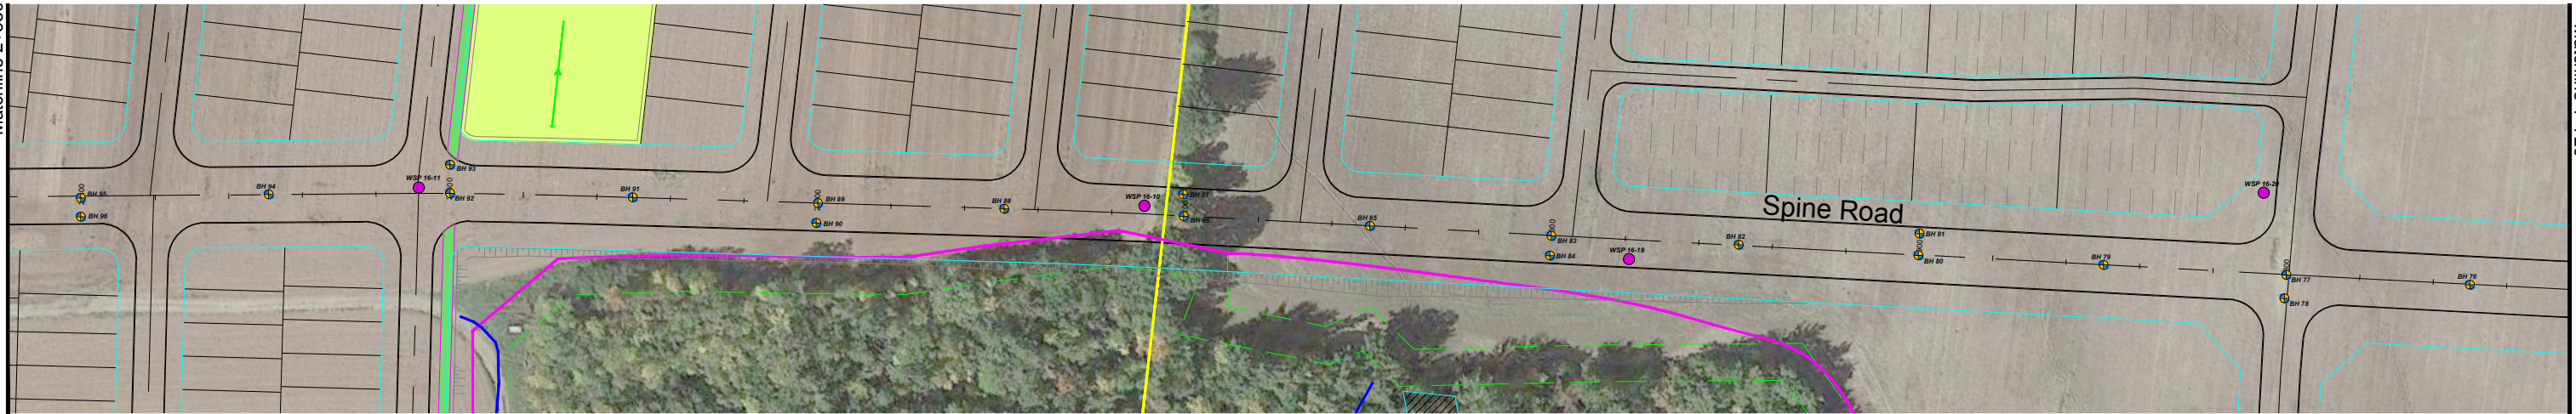 BH 93
WSP 16-11
BH 95
BH 94
BH 92
BH 91
BH 89
BH 88
WSP 16-10
BH 87
WSP 16-20
Spine Road
BH 96
BH 90
BH 85
BH 83
BH 82
BH 81
BH 84
WSP 16-19
BH 80
BH 79
BH 77
BH 76
BH 78